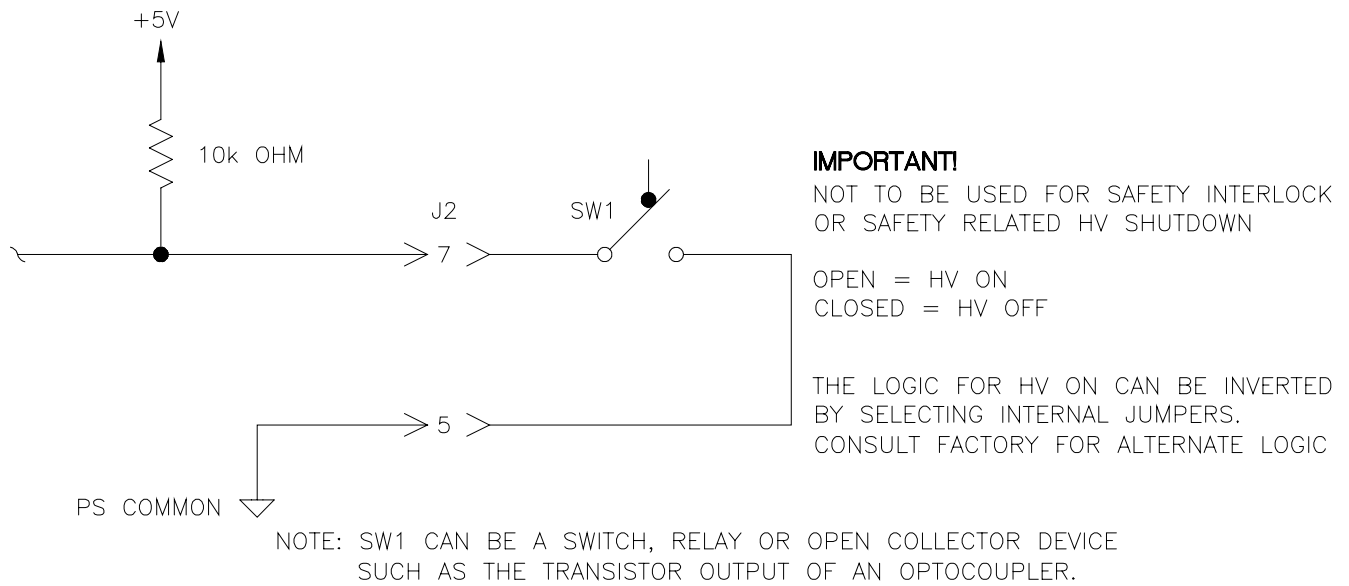 +5V
10k OHM
J2
SW1
7
5
PS COMMON
IMPORTANT!
NOT TO BE USED FOR SAFETY INTERLOCK
OR SAFETY RELATED HV SHUTDOWN
OPEN = HV ON
CLOSED = HV OFF
THE LOGIC FOR HV ON CAN BE INVERTED
BY SELECTING INTERNAL JUMPERS.
CONSULT FACTORY FOR ALTERNATE LOGIC
NOTE: SW1 CAN BE A SWITCH, RELAY OR OPEN COLLECTOR DEVICE
SUCH AS THE TRANSISTOR OUTPUT OF AN OPTOCOUPLER.